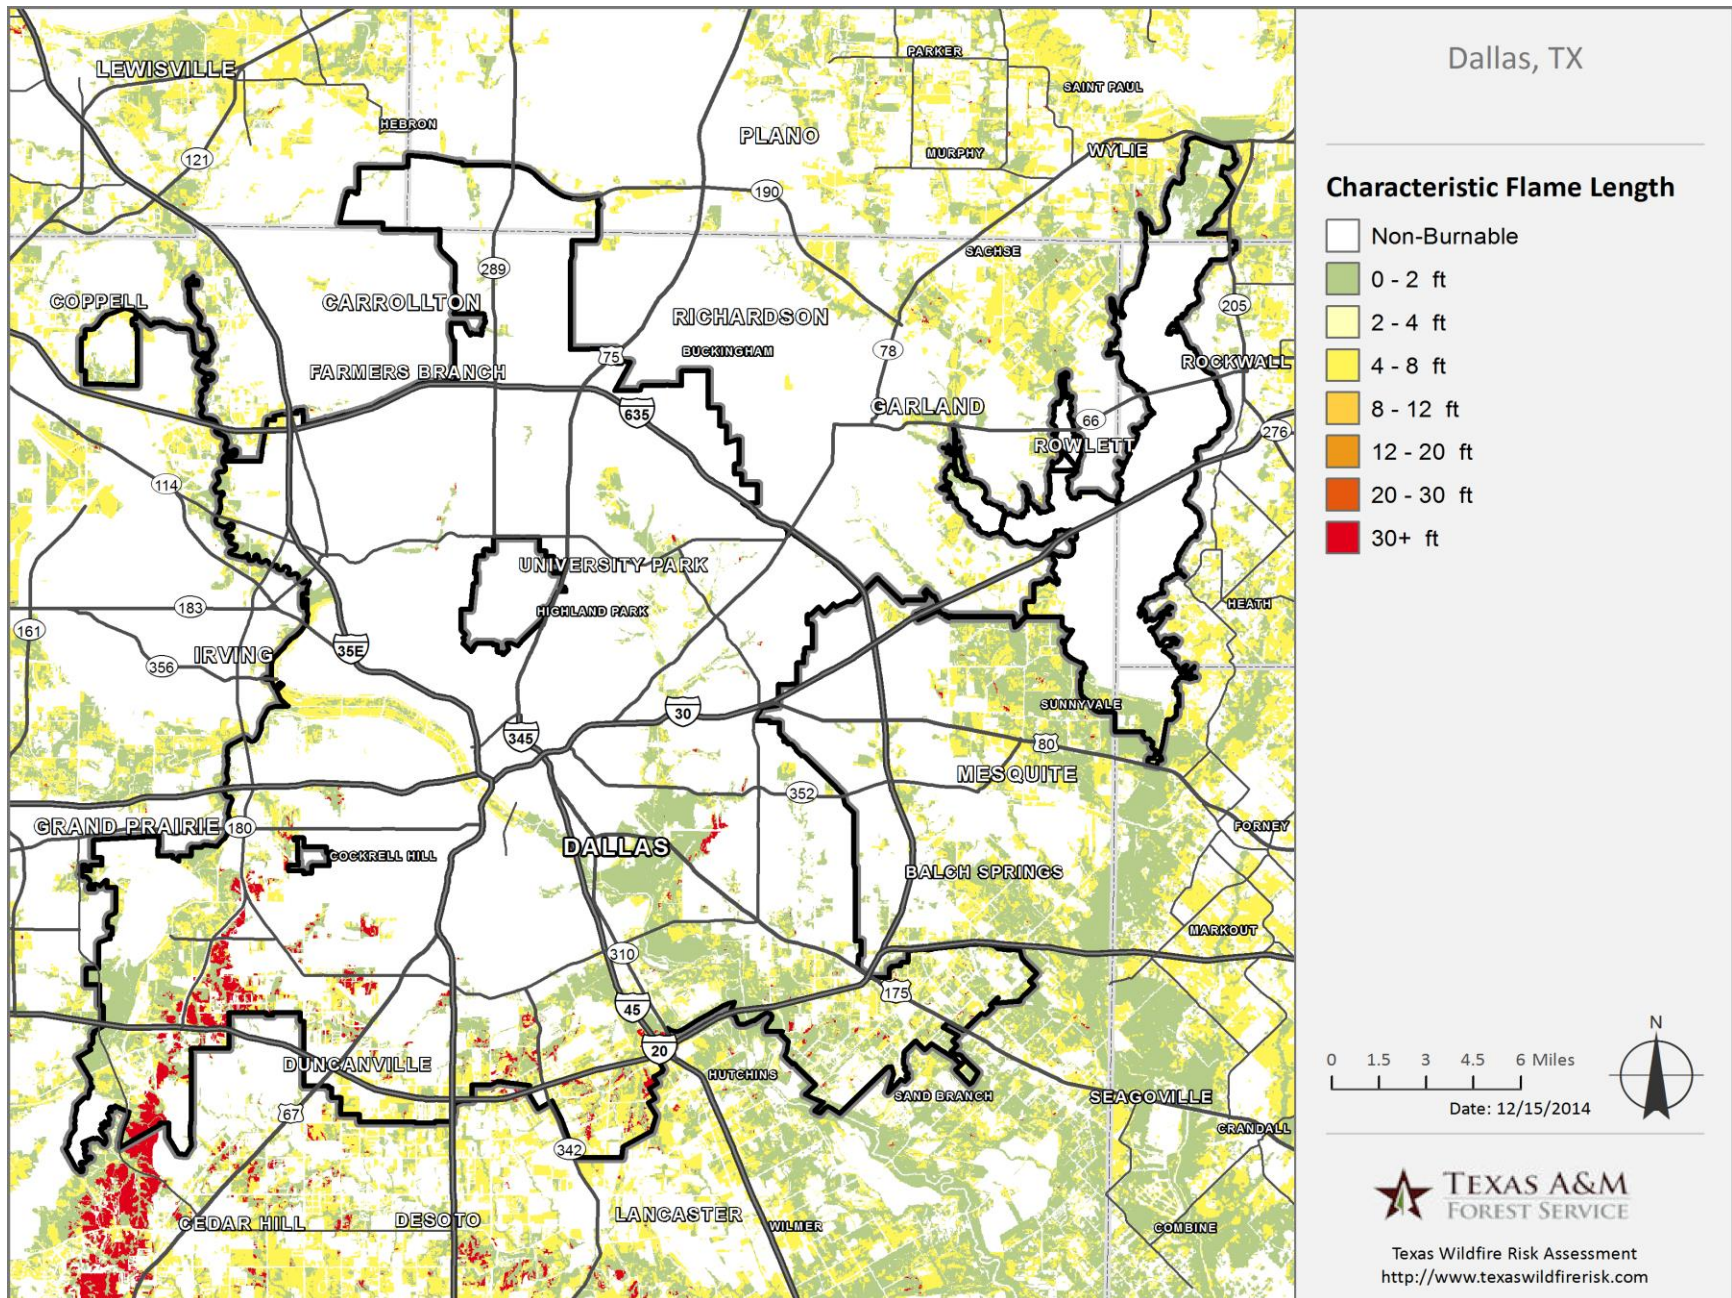 LEWISVILLE
PARKER
SAINT PAUL
HEBRON
PLANO
121
MURPHY
WYLIE
190
289
SACHSE
COPPELL
CARROLLTON
205
RICHARDSON
BUCKINGHAM
75
78
FARMERS BRANCH
ROCKWALL
635
GARLAND
66
276
ROWLETT
114
UNIVERSITY PARK
HIGHLAND PARK
HEATH
183
161
35E
IRVING
356
SUNNYVALE
30
345
80
MESQUITE
352
GRAND PRAIRIE
180
FORNEY
DALLAS
COCKRELL HILL
BALCH SPRINGS
MARKOUT
310
175
45
20
DUNCANVILLE
HUTCHINS
SAND BRANCH
SEAGOVILLE
67
CRANDALL
342
CEDAR HILL
DESOTO
LANCASTER
WILMER
COMBINE
Dallas, TX
Characteristic Flame Length
Non-Burnable
0 - 2 ft
2 - 4 ft
4 - 8 ft
8 - 12 ft
12 - 20 ft
20 - 30 ft
30+ ft
N
0 1.5 3 4.5 6 Miles
Date: 12/15/2014
TEXAS A&M
FOREST SERVICE
Texas Wildfire Risk Assessment
http://www.texaswildfirerisk.com